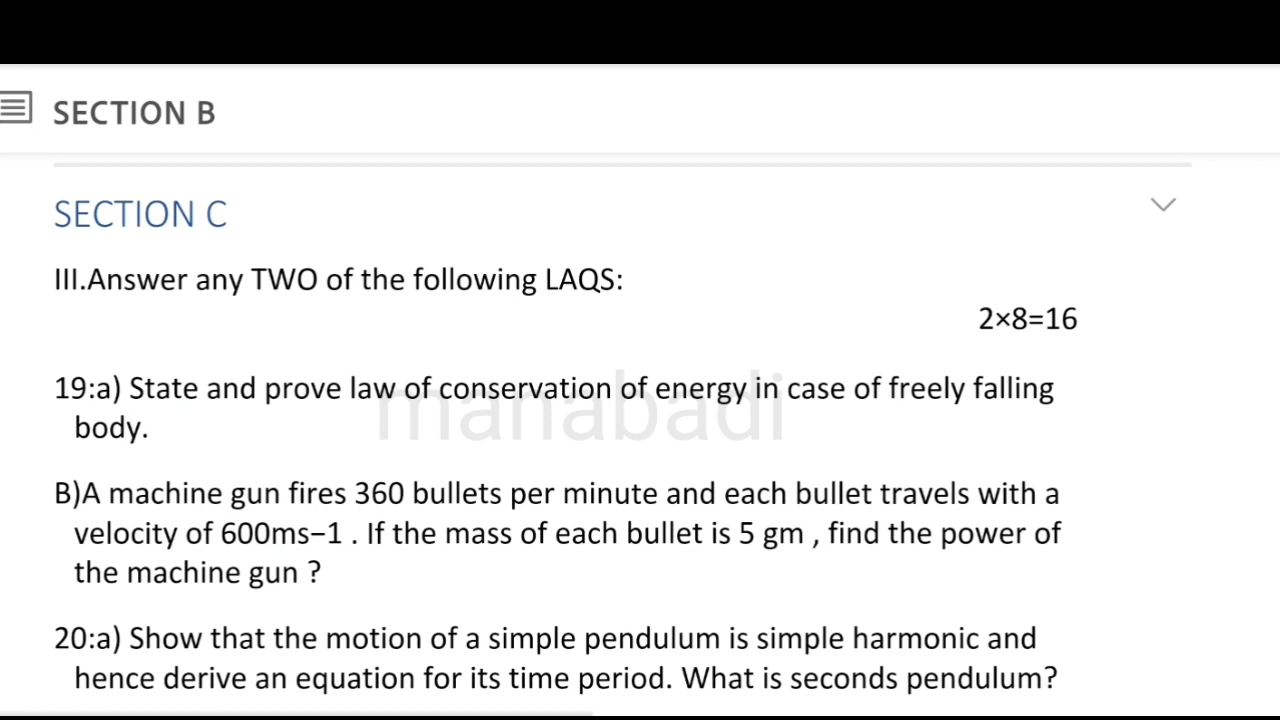 SECTION B
SECTION C
III.Answer any TWO of the following LAQS:
2×8=16
manabadi
19:a) State and prove law of conservation of energy in case of freely falling
body.
B)A machine gun fires 360 bullets per minute and each bullet travels with a
velocity of 600ms−1 . If the mass of each bullet is 5 gm , find the power of
the machine gun ?
20:a) Show that the motion of a simple pendulum is simple harmonic and
hence derive an equation for its time period. What is seconds pendulum?